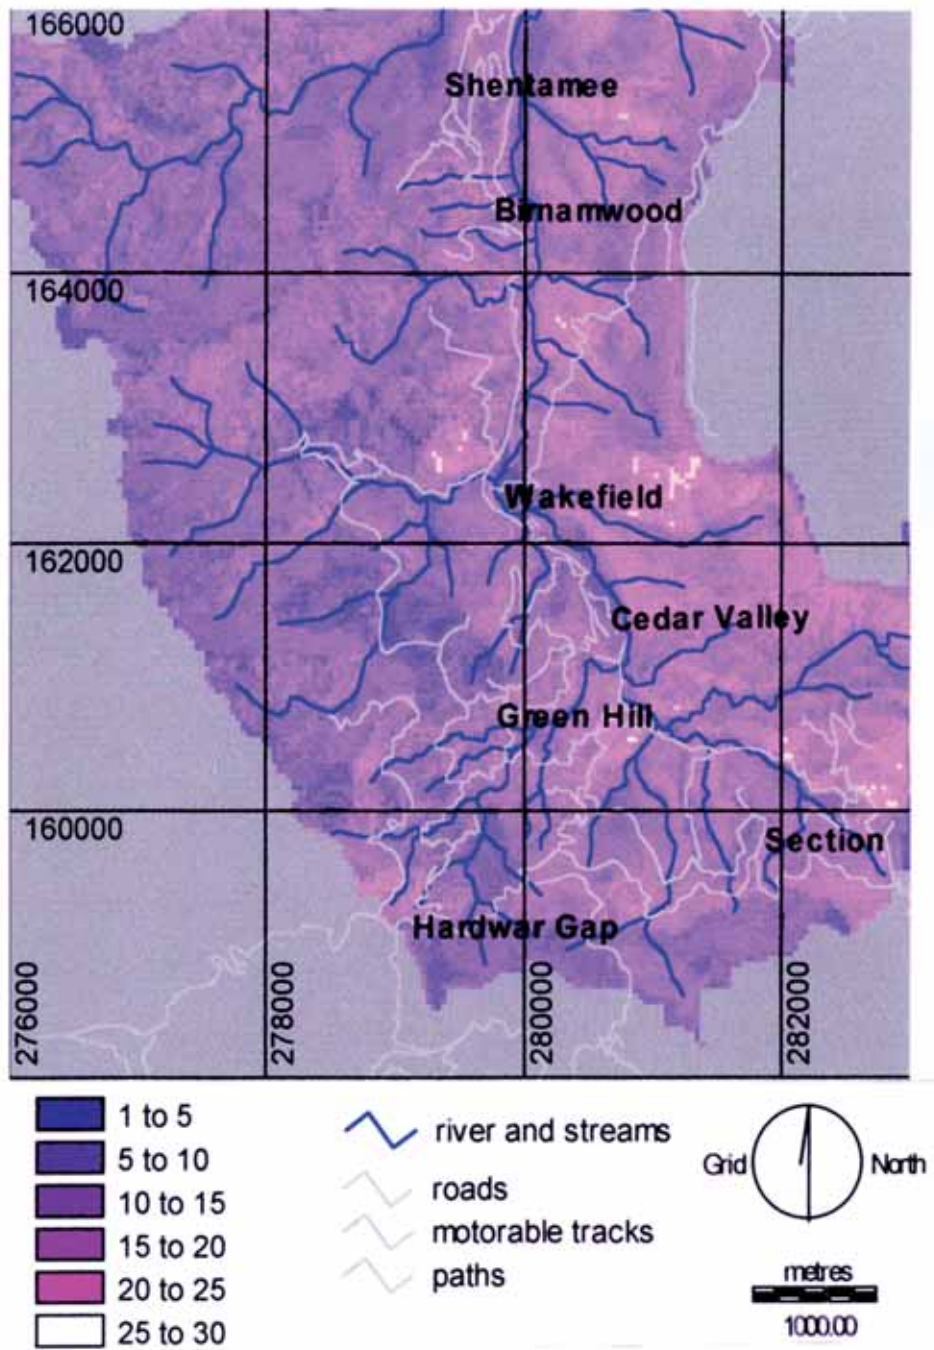 166000
Shentamee
Birnamwood
164000
Wakefield
162000
Cedar Valley
Green Hill
160000
Section
Hardwar Gap
276000
278000
280000
282000
1 to 5
5 to 10
10 to 15
15 to 20
20 to 25
25 to 30
river and streams
roads
motorable tracks
paths
Grid North
metres
1000.00